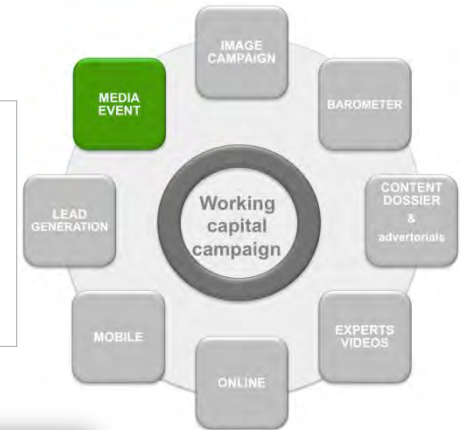 IMAGE
CAMPAIGN
MEDIA
EVENT
BAROMETER
CONTENT
DOSSIER
&
advertorials
LEAD
GENERATION
Working
capital
campaign
MOBILE
EXPERTS
VIDEOS
ONLINE